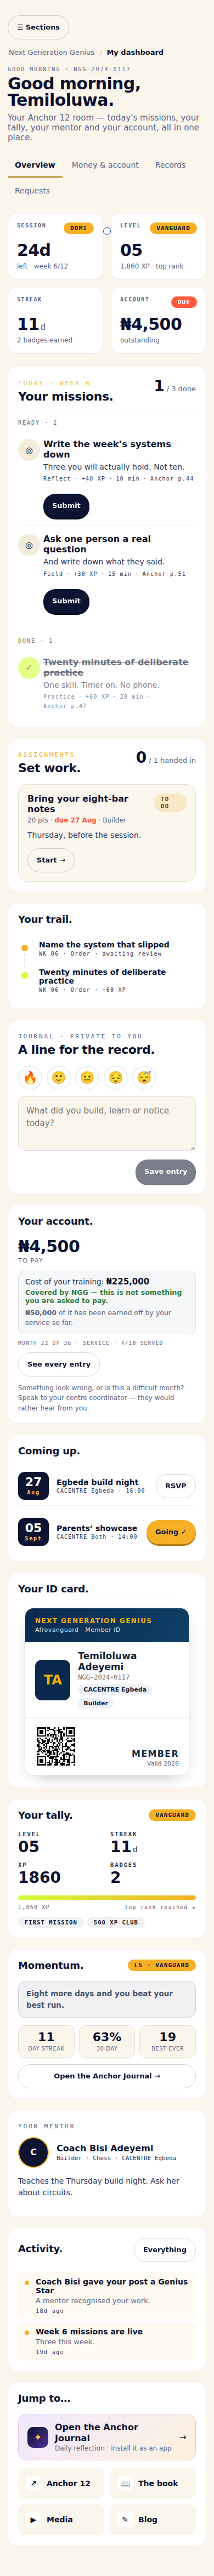 ☰ Sections
Next Generation Genius / My dashboard
GOOD MORNING · NGG-2024-0117
Good morning,
Temiloluwa.
Your Anchor 12 room — today's missions, your
tally, your mentor and your account, all in one
place.
Overview Money & account Records
Requests
SESSION DOMI
24d
left · week 6/12
LEVEL VANGUARD
05
1,860 XP · top rank
STREAK
11d
2 badges earned
ACCOUNT DUE
₦4,500
outstanding
TODAY · WEEK 6
Your missions.
1 / 3 done
READY · 2
Write the week’s systems
down
Three you will actually hold. Not ten.
Reflect · +40 XP · 10 min · Anchor p.44
Submit
Ask one person a real
question
And write down what they said.
Field · +30 XP · 15 min · Anchor p.51
Submit
DONE · 1
✓
Twenty minutes of deliberate
practice
One skill. Timer on. No phone.
Practice · +60 XP · 20 min ·
Anchor p.47
ASSIGNMENTS
Set work.
0 / 1 handed in
Bring your eight-bar
notes
TO
DO
20 pts · due 27 Aug · Builder
Thursday, before the session.
Start →
Your trail.
Name the system that slipped
WK 06 · Order · awaiting review
Twenty minutes of deliberate
practice
WK 06 · Order · +60 XP
JOURNAL · PRIVATE TO YOU
A line for the record.
🔥 🙂 😐 😔 😴
What did you build, learn or notice
today?
Save entry
Your account.
₦4,500
TO PAY
Cost of your training: ₦225,000
Covered by NGG — this is not something
you are asked to pay.
₦50,000 of it has been earned off by your
service so far.
MONTH 22 OF 36 · SERVICE · 4/18 SERVED
See every entry
Something look wrong, or is this a difficult month?
Speak to your centre coordinator — they would
rather hear from you.
Coming up.
27
Aug
Egbeda build night
CACENTRE Egbeda · 16:00
RSVP
05
Sept
Parents’ showcase
CACENTRE Both · 14:00
Going ✓
Your ID card.
NEXT GENERATION GENIUS
Afrovanguard · Member ID
TA
Temiloluwa
Adeyemi
NGG-2024-0117
CACENTRE Egbeda
Builder
MEMBER
Valid 2026
Your tally.
VANGUARD
LEVEL
05
STREAK
11d
XP
1860
BADGES
2
1,860 XP Top rank reached ★
FIRST MISSION 500 XP CLUB
Momentum.
L5 · VANGUARD
Eight more days and you beat your
best run.
11
DAY STREAK
63%
30-DAY
19
BEST EVER
Open the Anchor Journal →
YOUR MENTOR
C
Coach Bisi Adeyemi
Builder · Chess · CACENTRE Egbeda
Teaches the Thursday build night. Ask her
about circuits.
Activity.
Everything
Coach Bisi gave your post a Genius
Star
A mentor recognised your work.
18d ago
Week 6 missions are live
Three this week.
19d ago
Jump to…
Open the Anchor
Journal
Daily reflection · install it as an app
→
↗ Anchor 12
📖 The book
▶ Media
✎ Blog